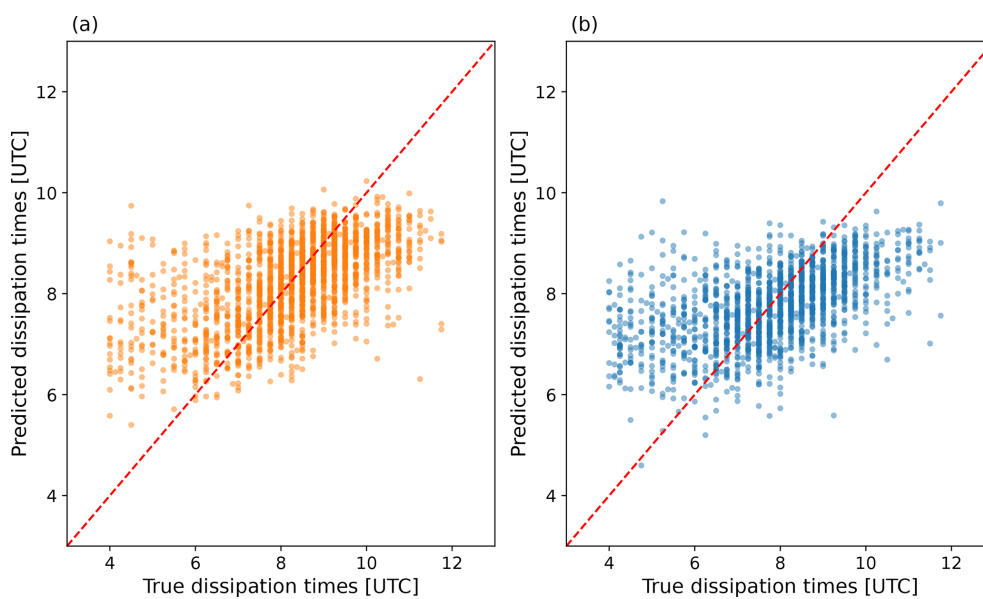 (a)
Predicted dissipation times [UTC]
12
10
8
6
4
4 6 8 10 12
True dissipation times [UTC]
(b)
Predicted dissipation times [UTC]
12
10
8
6
4
4 6 8 10 12
True dissipation times [UTC]